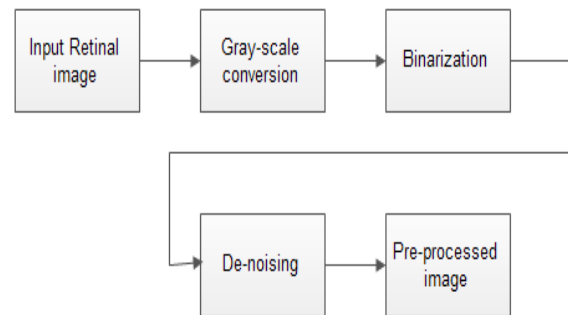 Input Retinal
image
Gray-scale
conversion
Binarization
De-noising
Pre-processed
image